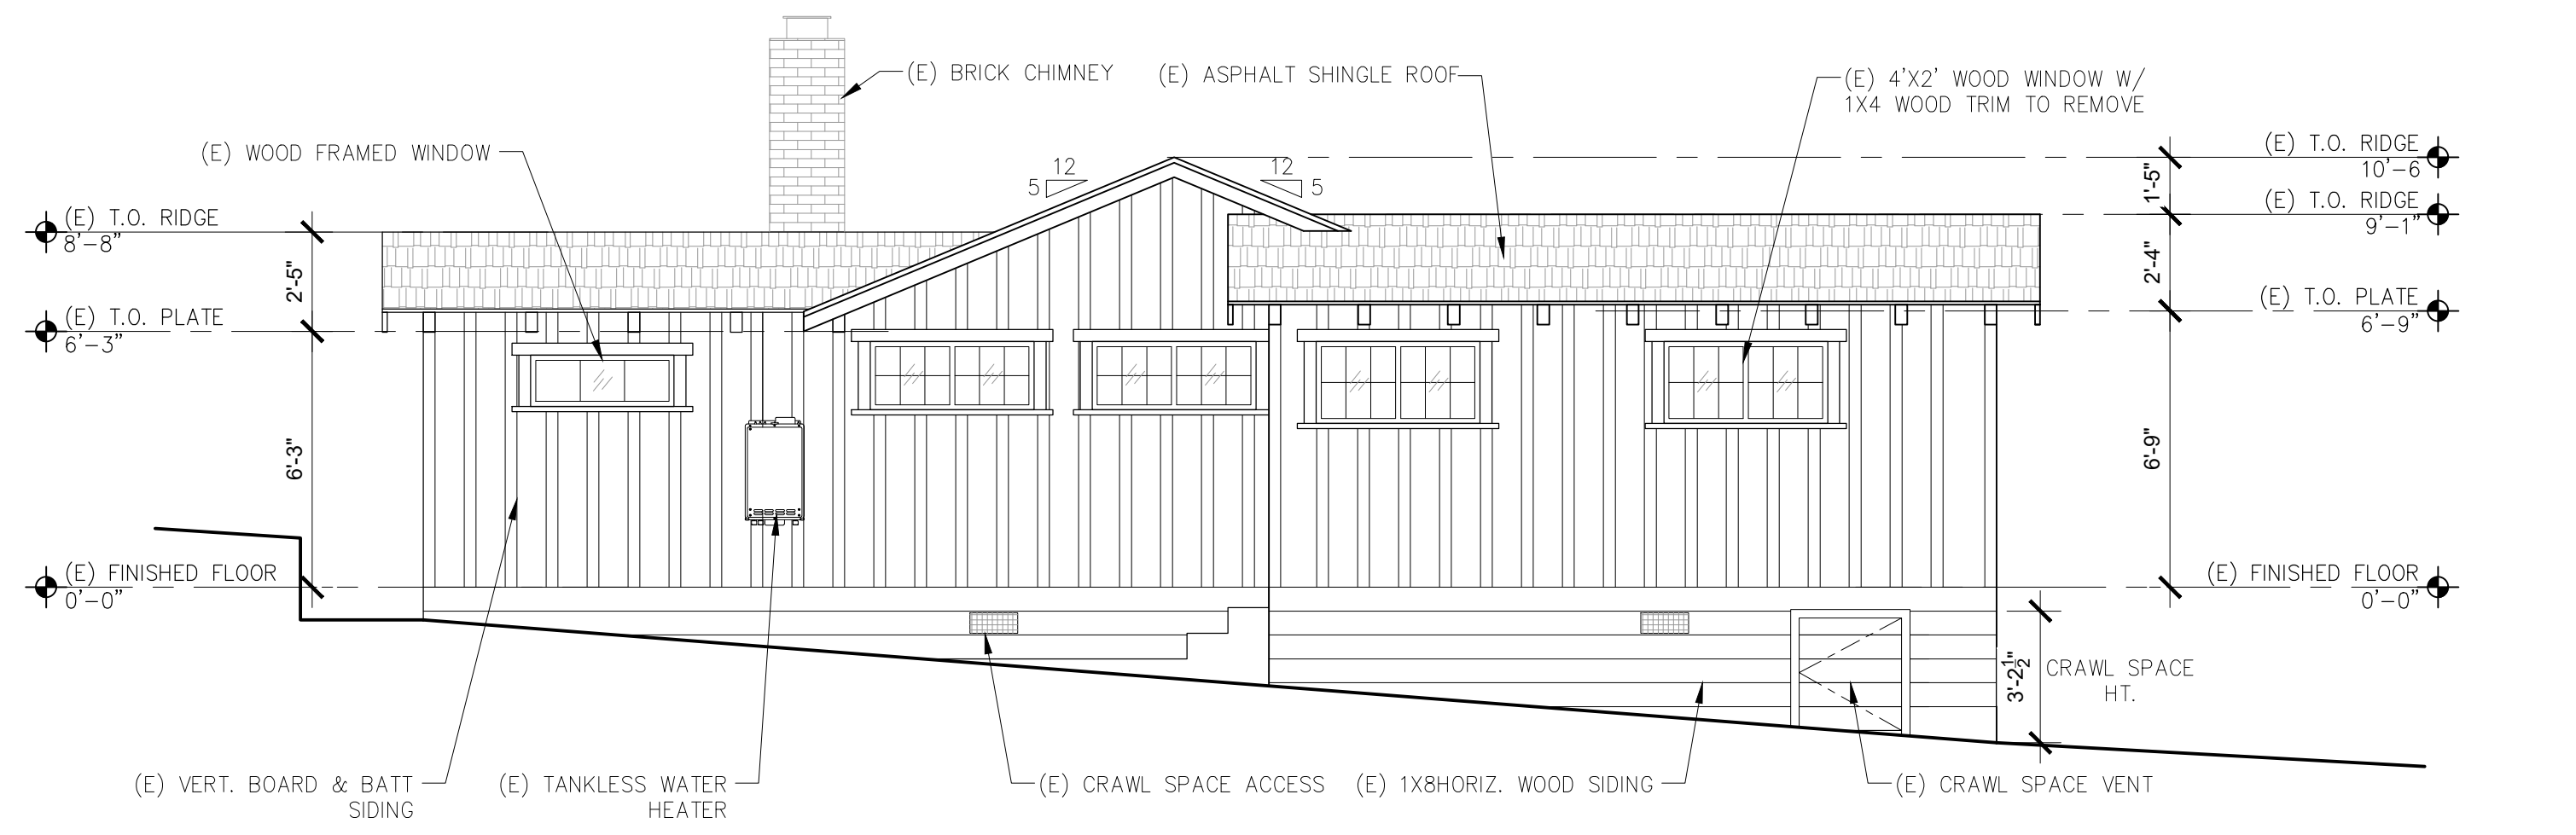 (E) BRICK CHIMNEY
(E) ASPHALT SHINGLE ROOF
(E) 4'X2' WOOD WINDOW W/
1X4 WOOD TRIM TO REMOVE
(E) WOOD FRAMED WINDOW
12
5
12
5
(E) T.O. RIDGE
10'-6
1'-5"
(E) T.O. RIDGE
9'-1"
(E) T.O. RIDGE
8'-8"
2'-5"
2'-4"
(E) T.O. PLATE
6'-3"
(E) T.O. PLATE
6'-9"
6'-3"
6'-9"
(E) FINISHED FLOOR
0'-0"
(E) FINISHED FLOOR
0'-0"
3'-2½"
CRAWL SPACE
HT.
(E) VERT. BOARD & BATT
SIDING
(E) TANKLESS WATER
HEATER
(E) CRAWL SPACE ACCESS
(E) 1X8HORIZ. WOOD SIDING
(E) CRAWL SPACE VENT